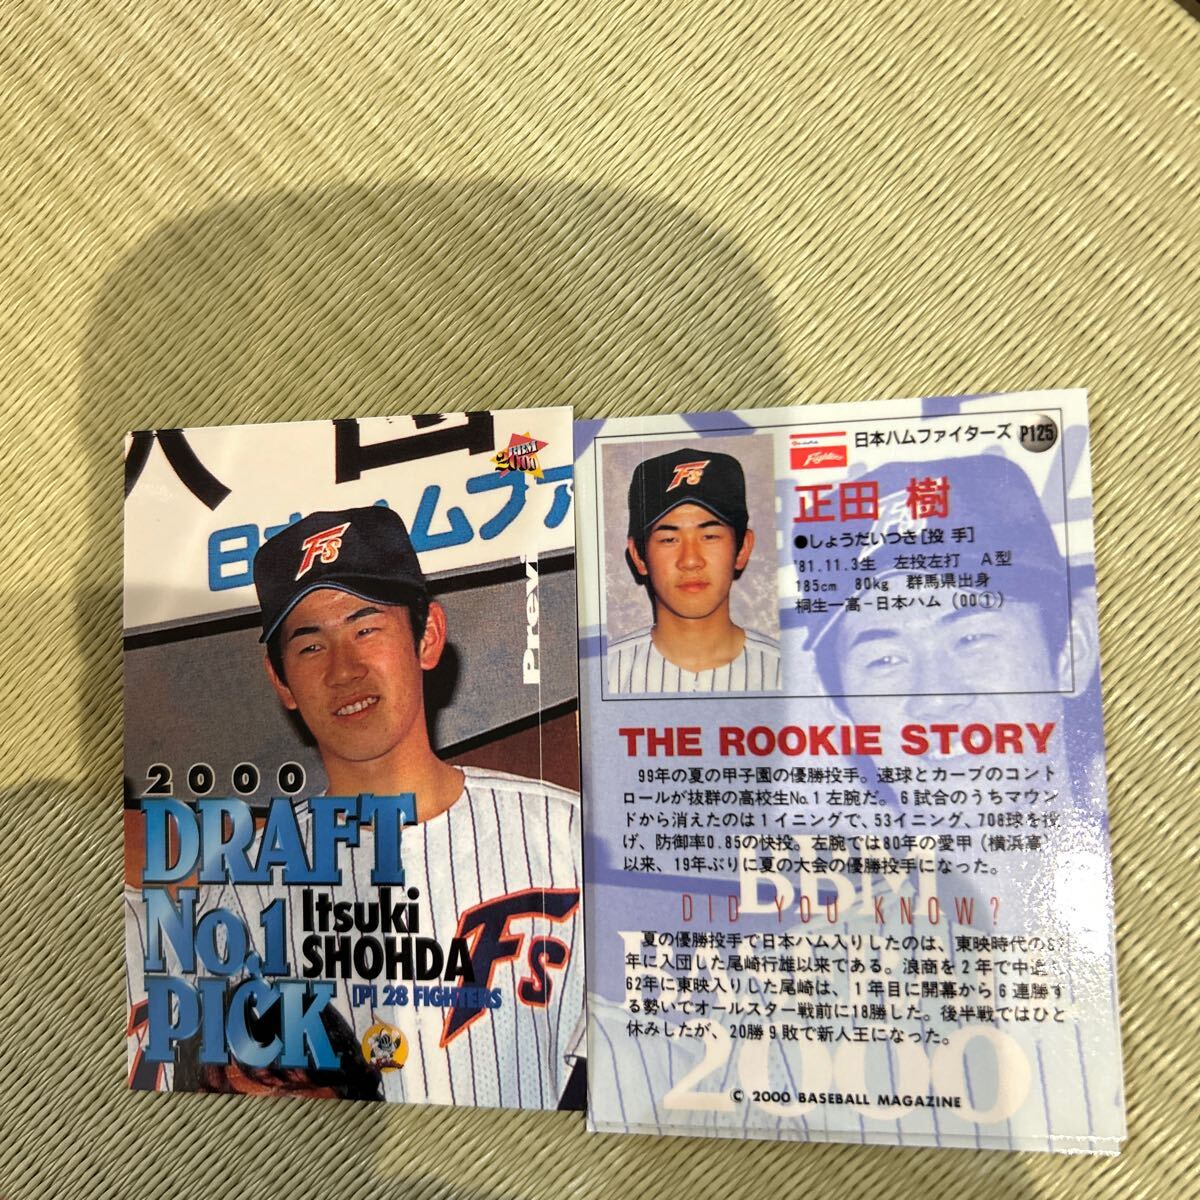 BBM
2000
日本ハムファ
Previ
2000
DRAFT
No.1
PICK
Itsuki
SHOHDA
[P] 28 FIGHTERS
Fs
Fs
Fighters
日本ハムファイターズ
P125
正田 樹
●しょうだいつき[投 手]
'81.11.3生 左投左打 A型
185cm 80kg 群馬県出身
桐生一高-日本ハム (00①)
THE ROOKIE STORY
99年の夏の甲子園の優勝投手。速球とカーブのコント
ロールが抜群の高校生No.1左腕だ。6試合のうちマウン
ドから消えたのは1イニングで、53イニング、708球を投
げ、防御率0.85の快投。左腕では80年の愛甲(横浜高)
以来、19年ぶりに夏の大会の優勝投手になった。
DID YOU KNOW?
夏の優勝投手で日本ハム入りしたのは、東映時代の
年に入団した尾崎行雄以来である。浪商を2年で中退
62年に東映入りした尾崎は、1年目に開幕から6連勝す
る勢いでオールスター戦前に18勝した。後半戦ではひと
休みしたが、20勝9敗で新人王になった。
BBM
2000
© 2000 BASEBALL MAGAZINE